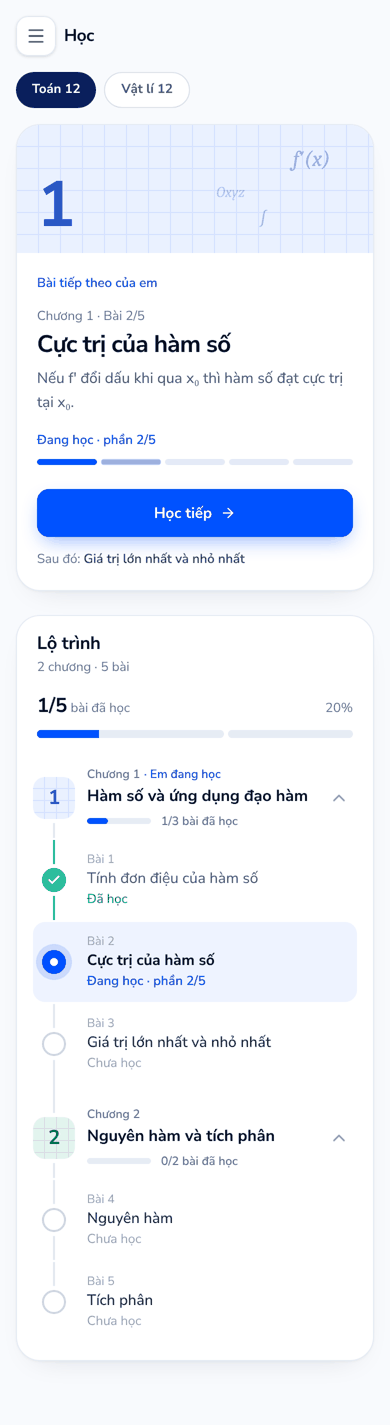 Học
Toán 12
Vật lí 12
f'(x)
Oxyz
∫
1
Bài tiếp theo của em
Chương 1 · Bài 2/5
Cực trị của hàm số
Nếu f' đổi dấu khi qua x₀ thì hàm số đạt cực trị
tại x₀.
Đang học · phần 2/5
Học tiếp →
Sau đó: Giá trị lớn nhất và nhỏ nhất
Lộ trình
2 chương · 5 bài
1/5 bài đã học
20%
Chương 1 · Em đang học
1
Hàm số và ứng dụng đạo hàm
1/3 bài đã học
Bài 1
Tính đơn điệu của hàm số
Đã học
Bài 2
Cực trị của hàm số
Đang học · phần 2/5
Bài 3
Giá trị lớn nhất và nhỏ nhất
Chưa học
Chương 2
2
Nguyên hàm và tích phân
0/2 bài đã học
Bài 4
Nguyên hàm
Chưa học
Bài 5
Tích phân
Chưa học